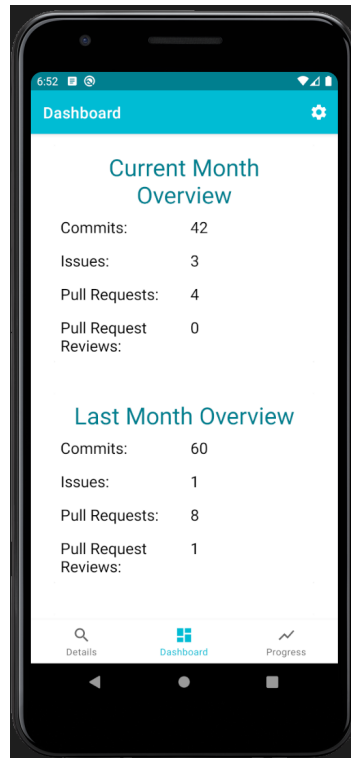 6:52
Dashboard
Current Month
Overview
Commits: 42
Issues: 3
Pull Requests: 4
Pull Request 0
Reviews:
Last Month Overview
Commits: 60
Issues: 1
Pull Requests: 8
Pull Request 1
Reviews:
Details Dashboard Progress